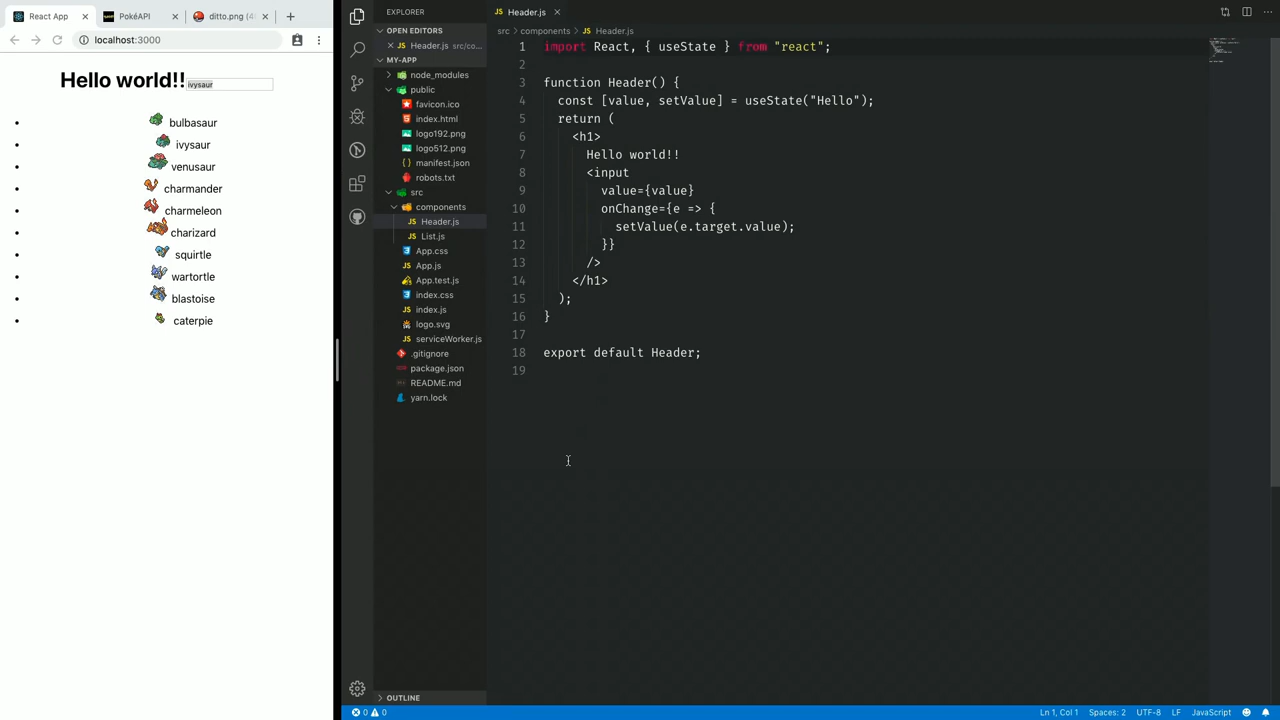 React App
PokéAPI
ditto.png (4
localhost:3000
Hello world!!
ivysaur
bulbasaur
ivysaur
venusaur
charmander
charmeleon
charizard
squirtle
wartortle
blastoise
caterpie
EXPLORER
OPEN EDITORS
Header.js src/co...
MY-APP
node_modules
public
favicon.ico
index.html
logo192.png
logo512.png
manifest.json
robots.txt
src
components
Header.js
List.js
App.css
App.js
App.test.js
index.css
index.js
logo.svg
serviceWorker.js
.gitignore
package.json
README.md
yarn.lock
OUTLINE
Header.js
src > components > JS Header.js
1 import React, { useState } from "react";
2
3 function Header() {
4 const [value, setValue] = useState("Hello");
5 return (
6 <h1>
7 Hello world!!
8 <input
9 value={value}
10 onChange={e => {
11 setValue(e.target.value);
12 }}
13 />
14 </h1>
15 );
16 }
17
18 export default Header;
19
0 0
Ln 1, Col 1 Spaces: 2 UTF-8 LF JavaScript